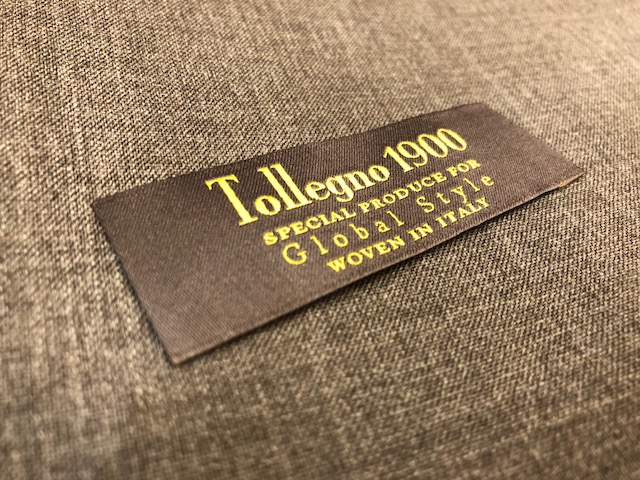 Tollegno 1900
SPECIAL PRODUCE FOR
Global Style
WOVEN IN ITALY